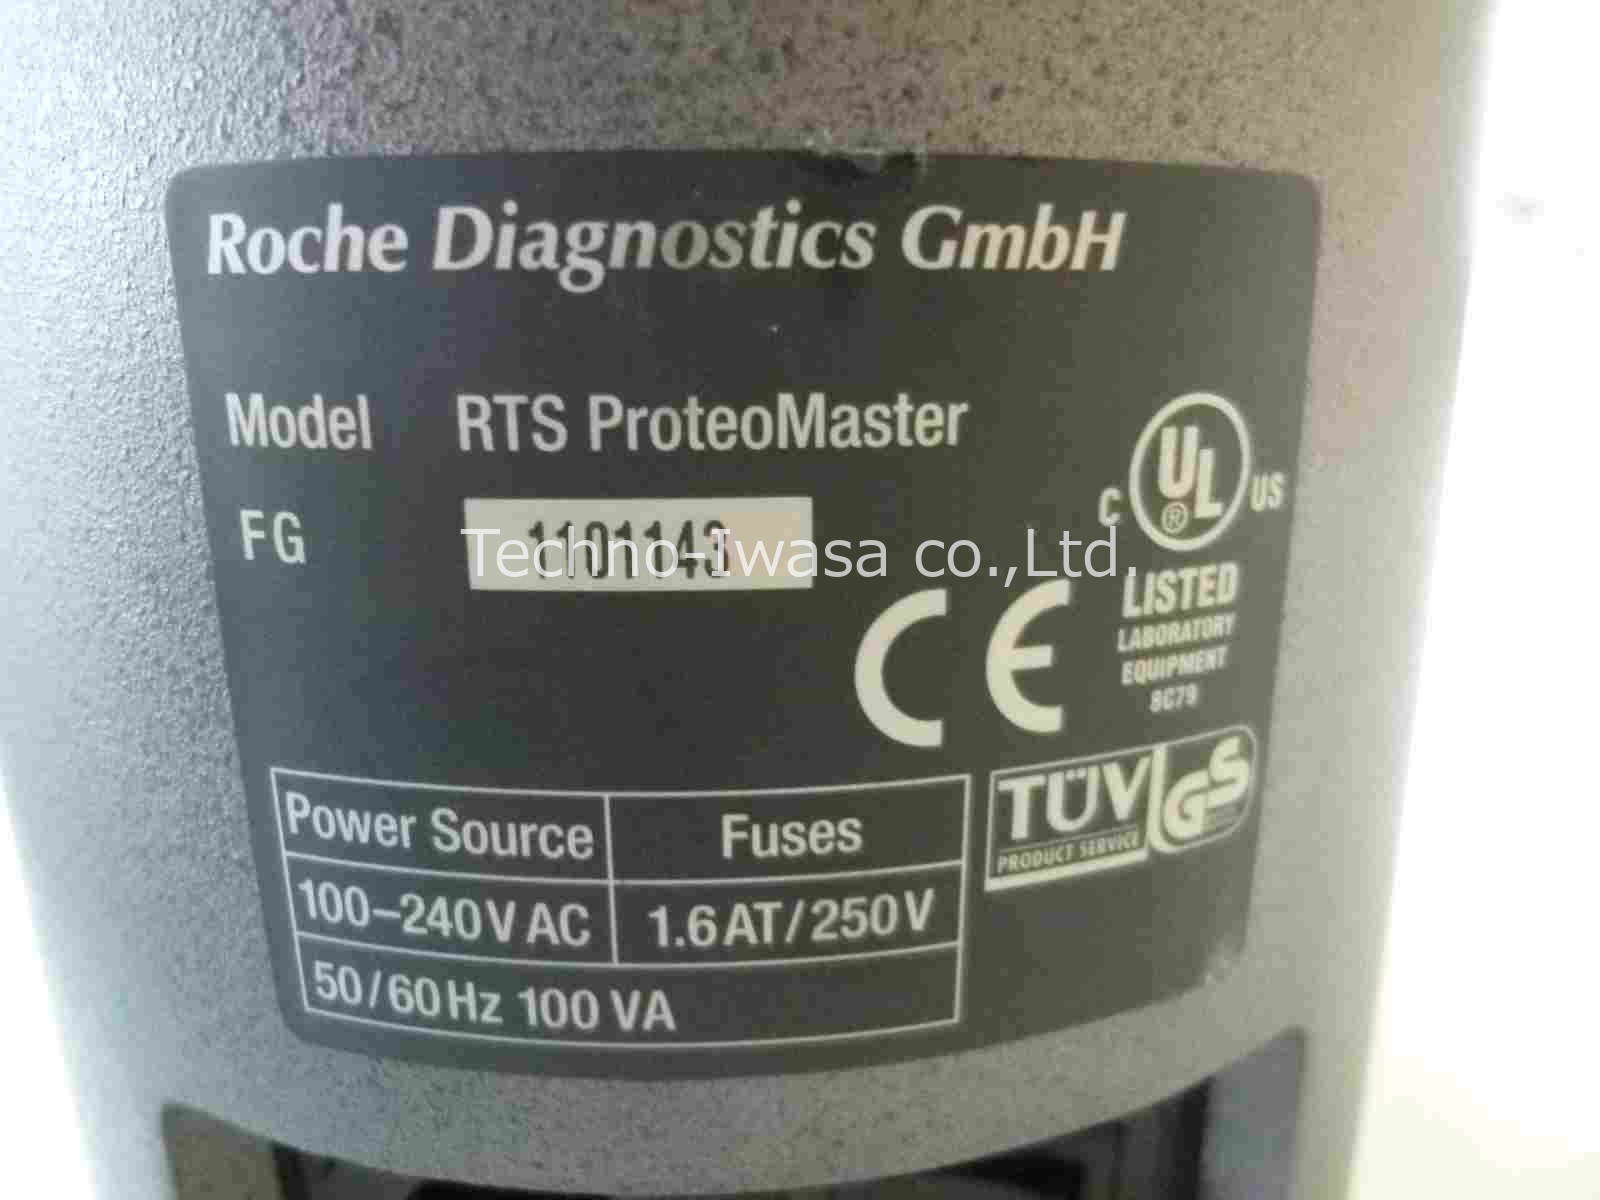 Roche Diagnostics GmbH
Model RTS ProteoMaster
FG 1101143
Techno-Iwasa co.,Ltd.
C UL ® US
LISTED
LABORATORY
EQUIPMENT
8C79
CE
Power Source Fuses
100–240V AC 1.6AT/250V
50/60Hz 100 VA
TÜV GS
PRODUCT SERVICE